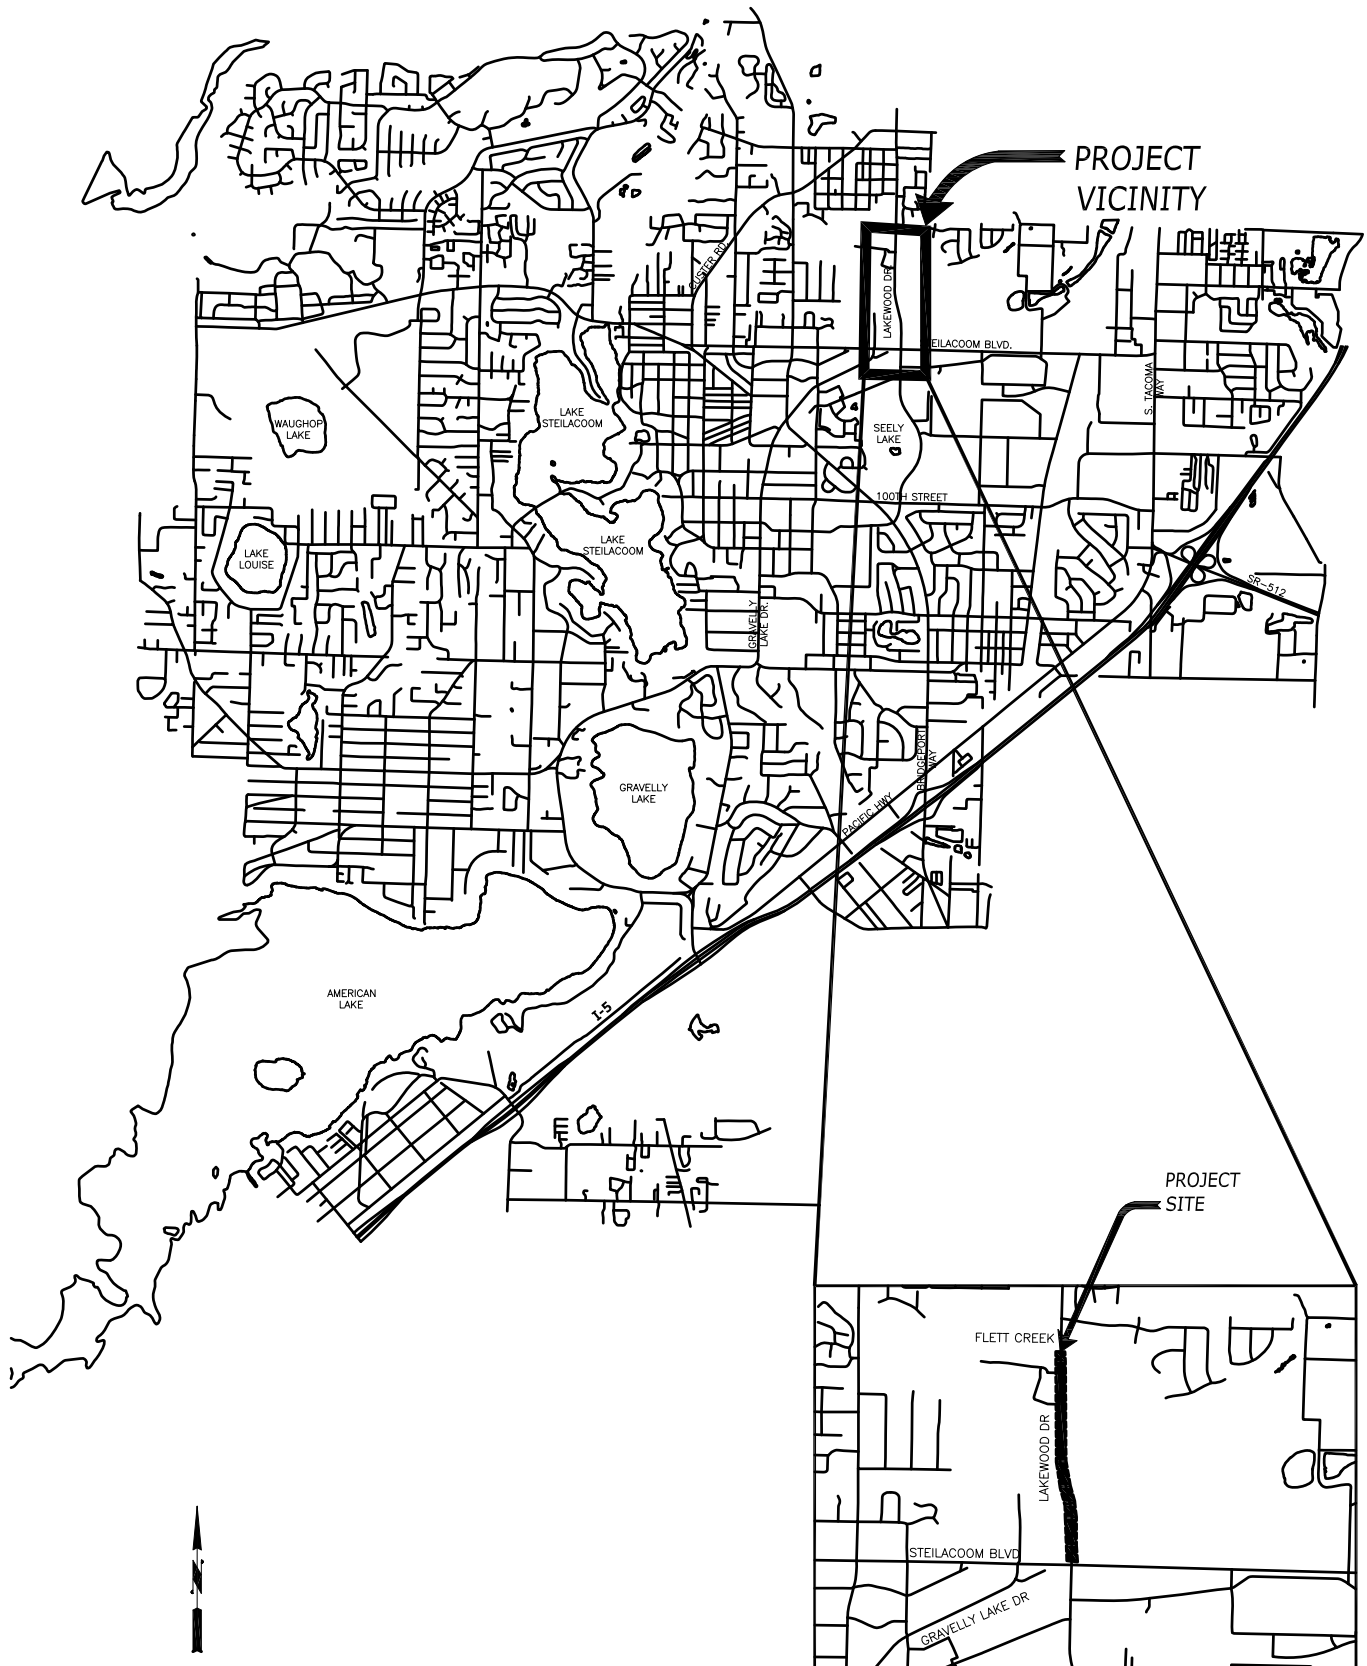 PROJECT
VICINITY
CUSTER RD.
LAKEWOOD DR.
EILACOOM BLVD.
S. TACOMA
WAY
LAKE
STEILACOOM
WAUGHOP
LAKE
SEELY
LAKE
100TH STREET
LAKE
STEILACOOM
LAKE
LOUISE
SR-512
GRAVELLY
LAKE DR.
BRIDGEPORT
WAY
GRAVELLY
LAKE
PACIFIC HWY
AMERICAN
LAKE
I-5
PROJECT
SITE
FLETT CREEK
LAKEWOOD DR
STEILACOOM BLVD
GRAVELLY LAKE DR
N